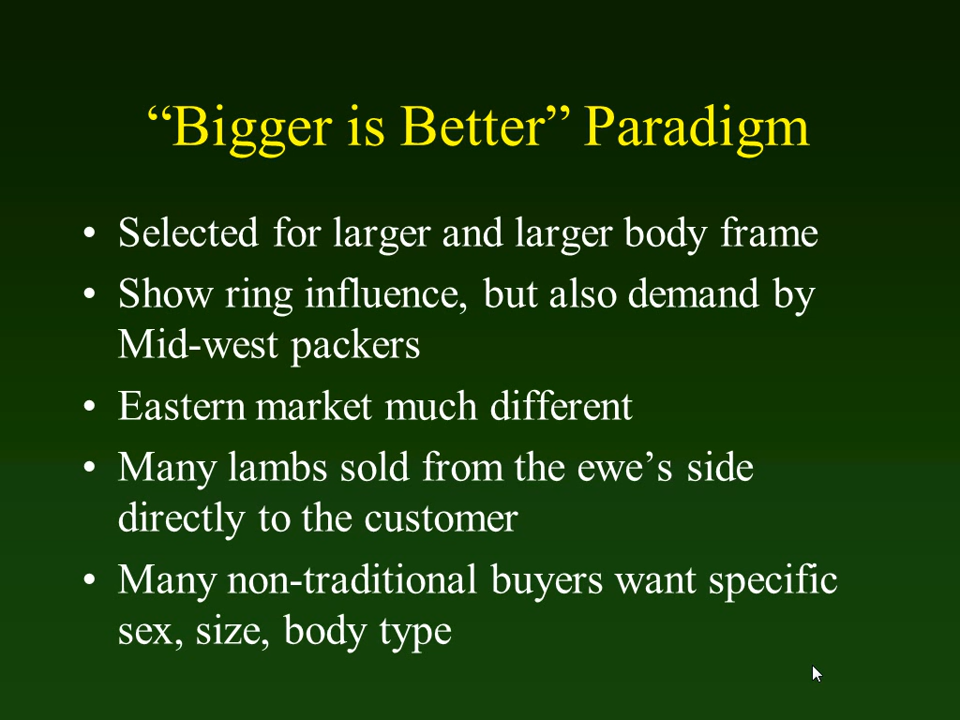 “Bigger is Better” Paradigm
• Selected for larger and larger body frame
• Show ring influence, but also demand by
Mid-west packers
• Eastern market much different
• Many lambs sold from the ewe’s side
directly to the customer
• Many non-traditional buyers want specific
sex, size, body type